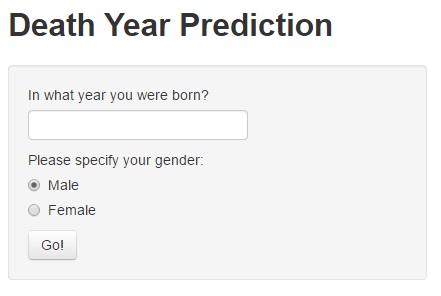 Death Year Prediction
In what year you were born?
Please specify your gender:
Male
Female
Go!